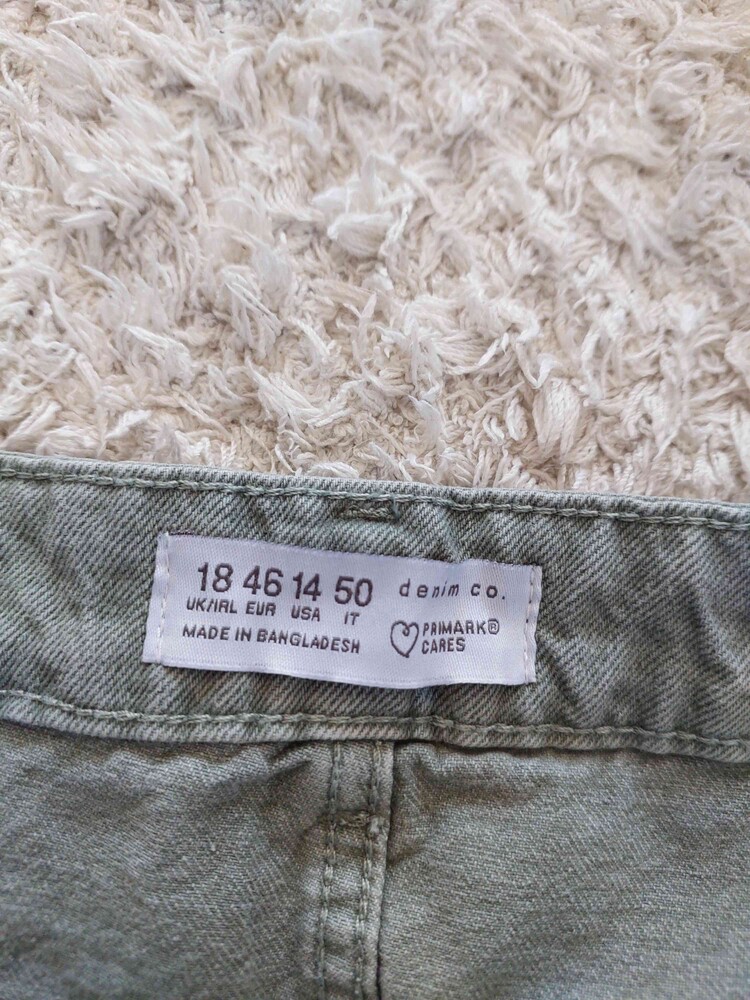 18 46 14 50 denim co.
UK/IRL EUR USA IT
MADE IN BANGLADESH
PRIMARK®
CARES